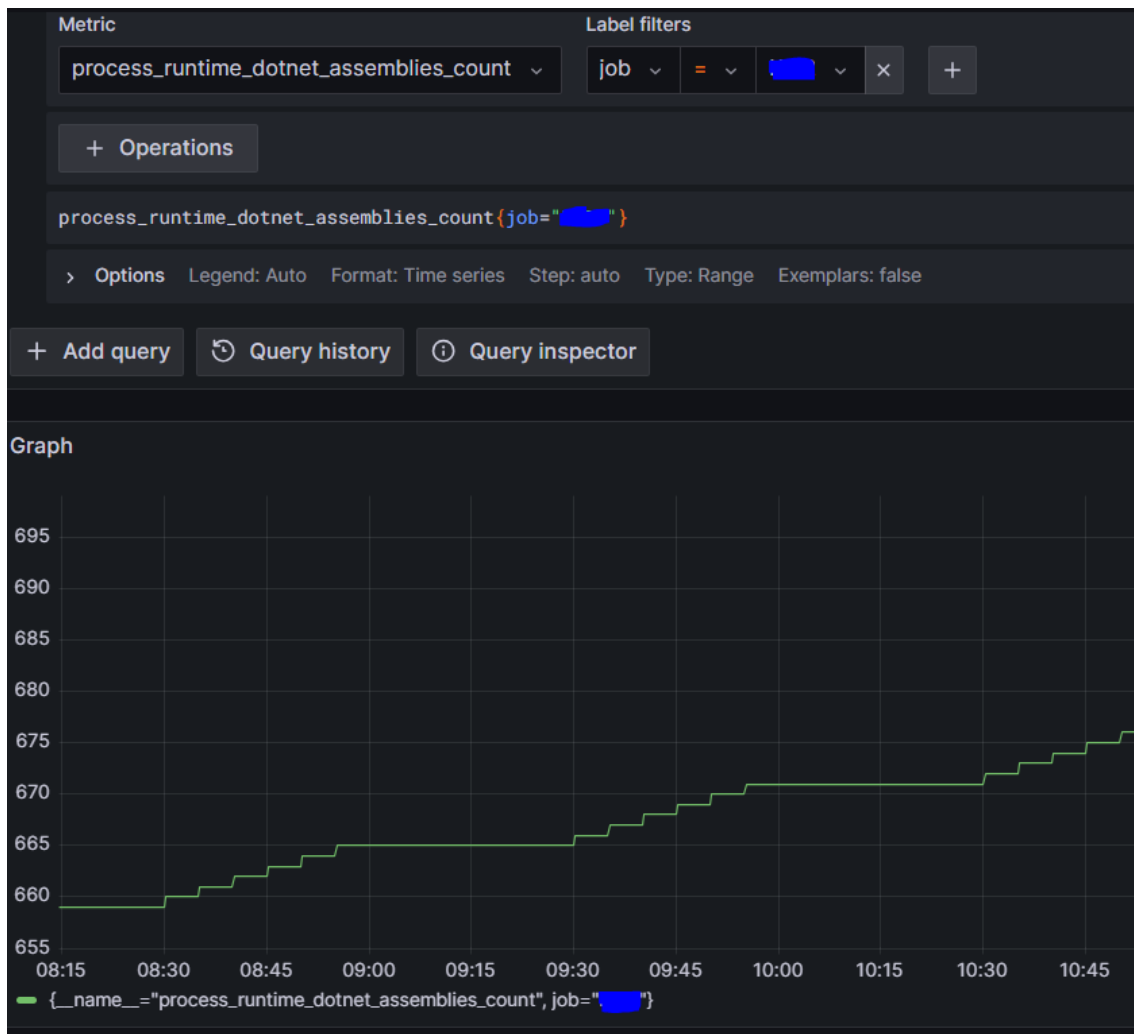 Metric Label filters
process_runtime_dotnet_assemblies_count job =
+ Operations
process_runtime_dotnet_assemblies_count{job=""}
Options Legend: Auto Format: Time series Step: auto Type: Range Exemplars: false
+ Add query Query history Query inspector
Graph
695
690
685
680
675
670
665
660
655
08:15 08:30 08:45 09:00 09:15 09:30 09:45 10:00 10:15 10:30 10:45
{__name__="process_runtime_dotnet_assemblies_count", job=""}